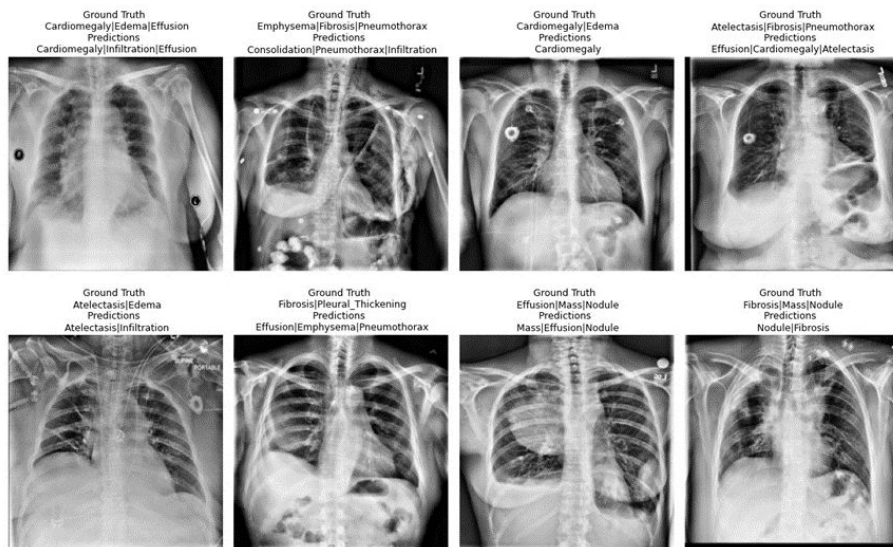 Ground Truth
Cardiomegaly|Edema|Effusion
Predictions
Cardiomegaly|Infiltration|Effusion
Ground Truth
Emphysema|Fibrosis|Pneumothorax
Predictions
Consolidation|Pneumothorax|Infiltration
Ground Truth
Cardiomegaly|Edema
Predictions
Cardiomegaly
Ground Truth
Atelectasis|Fibrosis|Pneumothorax
Predictions
Effusion|Cardiomegaly|Atelectasis
Ground Truth
Atelectasis|Edema
Predictions
Atelectasis|Infiltration
PORTABLE
Ground Truth
Fibrosis|Pleural_Thickening
Predictions
Effusion|Emphysema|Pneumothorax
Ground Truth
Effusion|Mass|Nodule
Predictions
Mass|Effusion|Nodule
Ground Truth
Fibrosis|Mass|Nodule
Predictions
Nodule|Fibrosis